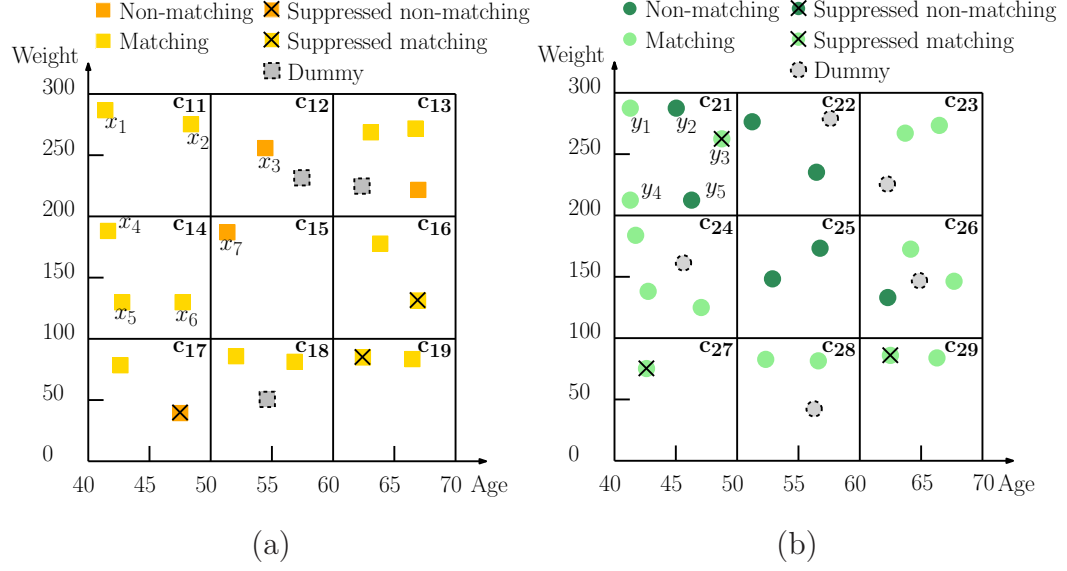 Non-matching Suppressed non-matching
Matching Suppressed matching
Dummy
Weight
300
250
200
150
100
50
0
c11 c12 c13
x1 x2 x3
c14 c15 c16
x4 x7
x5 x6
c17 c18 c19
40 45 50 55 60 65 70 Age
(a)
Non-matching Suppressed non-matching
Matching Suppressed matching
Dummy
Weight
300
250
200
150
100
50
0
c21 c22 c23
y1 y2 y3
y4 y5
c24 c25 c26
c27 c28 c29
40 45 50 55 60 65 70 Age
(b)